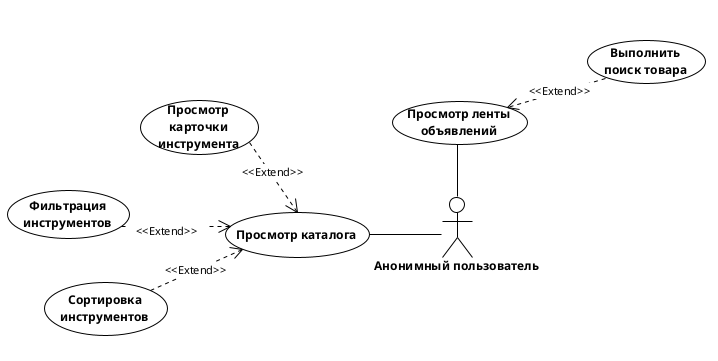 Выполнить
поиск товара
<<Extend>>
Просмотр ленты
объявлений
Просмотр
карточки
инструмента
<<Extend>>
Фильтрация
инструментов
<<Extend>>
Просмотр каталога
Анонимный пользователь
<<Extend>>
Сортировка
инструментов